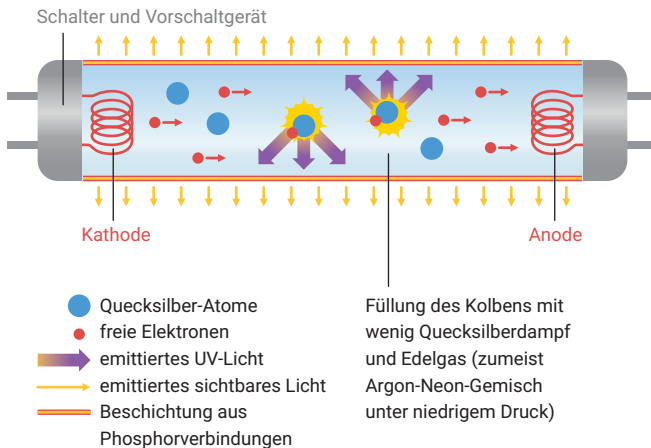 Schalter und Vorschaltgerät
Kathode
Anode
Quecksilber-Atome
freie Elektronen
emittiertes UV-Licht
emittiertes sichtbares Licht
Beschichtung aus
Phosphorverbindungen
Füllung des Kolbens mit
wenig Quecksilberdampf
und Edelgas (zumeist
Argon-Neon-Gemisch
unter niedrigem Druck)